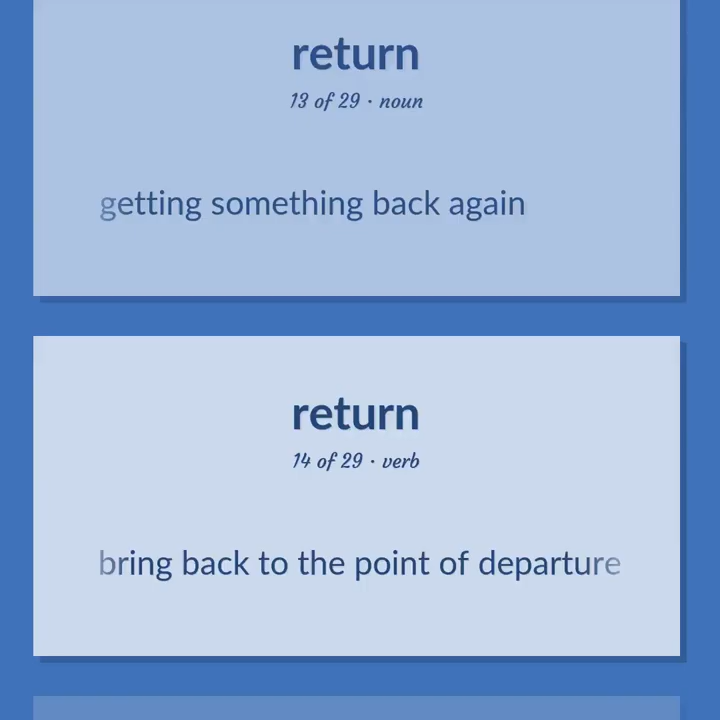 return
13 of 29 · noun
getting something back again
return
14 of 29 · verb
bring back to the point of departure